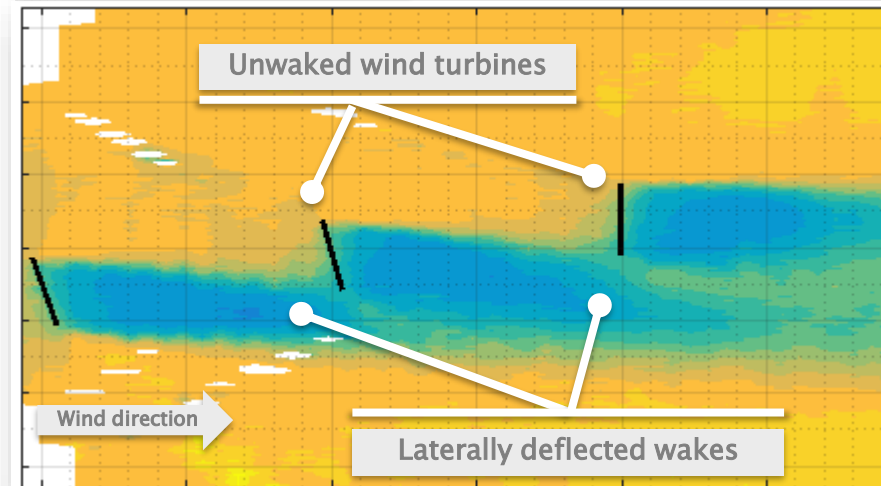 Unwaked wind turbines
Wind direction
Laterally deflected wakes